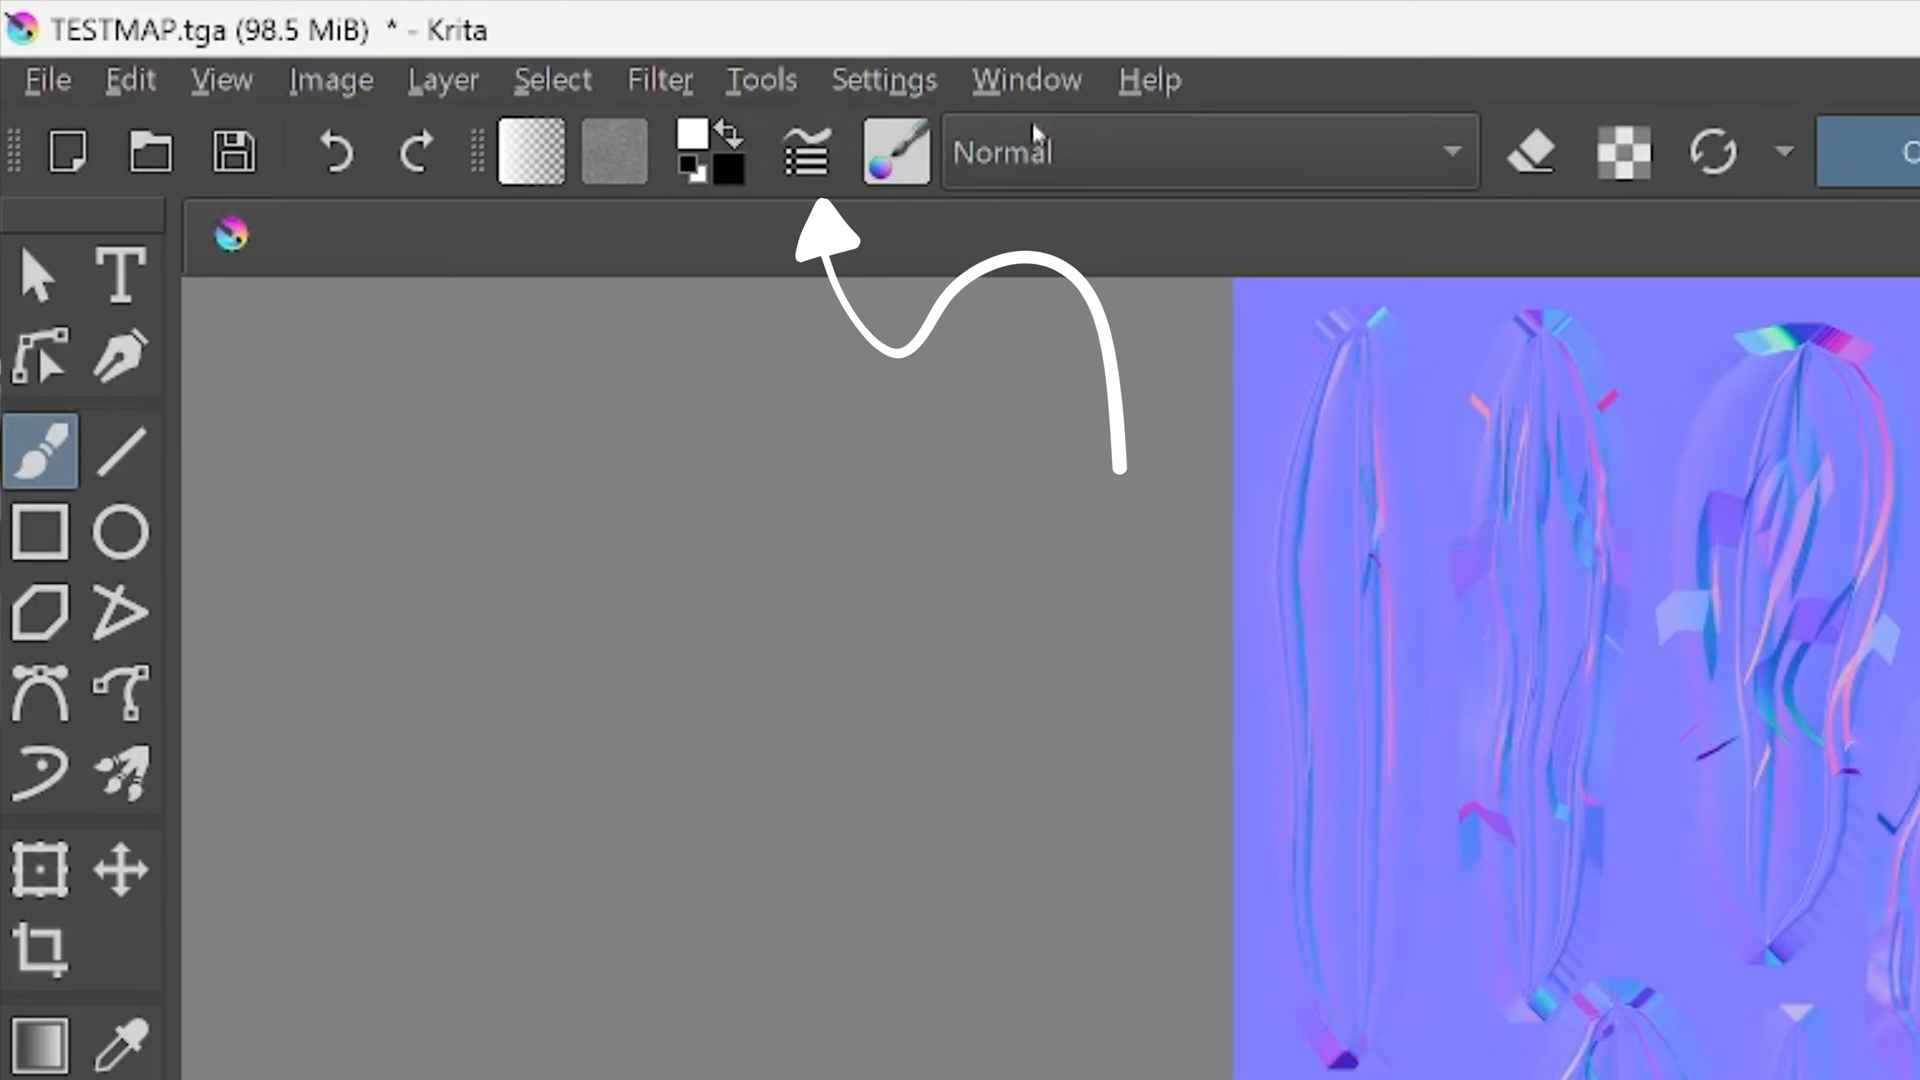 TESTMAP.tga (98.5 MiB) * - Krita
File Edit View Image Layer Select Filter Tools Settings Window Help
Normal